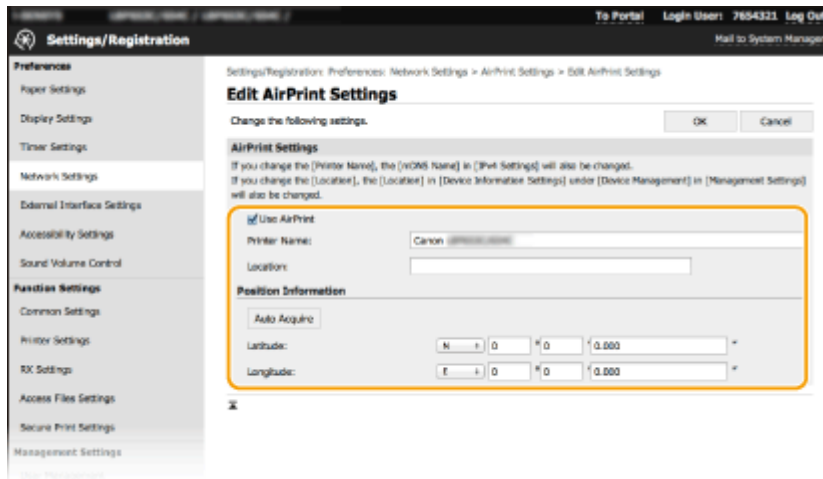 To Portal Login User: 7654321 Log Out
Settings/Registration
Mail to System Manager
Preferences
Paper Settings
Display Settings
Timer Settings
Network Settings
External Interface Settings
Accessibility Settings
Sound Volume Control
Function Settings
Common Settings
Printer Settings
RX Settings
Access Files Settings
Secure Print Settings
Management Settings
User Management
Settings/Registration: Preferences: Network Settings > AirPrint Settings > Edit AirPrint Settings
Edit AirPrint Settings
Change the following settings.
OK Cancel
AirPrint Settings
If you change the [Printer Name], the [mDNS Name] in [IPv4 Settings] will also be changed.
If you change the [Location], the [Location] in [Device Information Settings] under [Device Management] in [Management Settings]
will also be changed.
Use AirPrint
Printer Name: Canon
Location:
Position Information
Auto Acquire
Latitude: N 0 ° 0 ' 0.000 "
Longitude: E 0 ° 0 ' 0.000 "